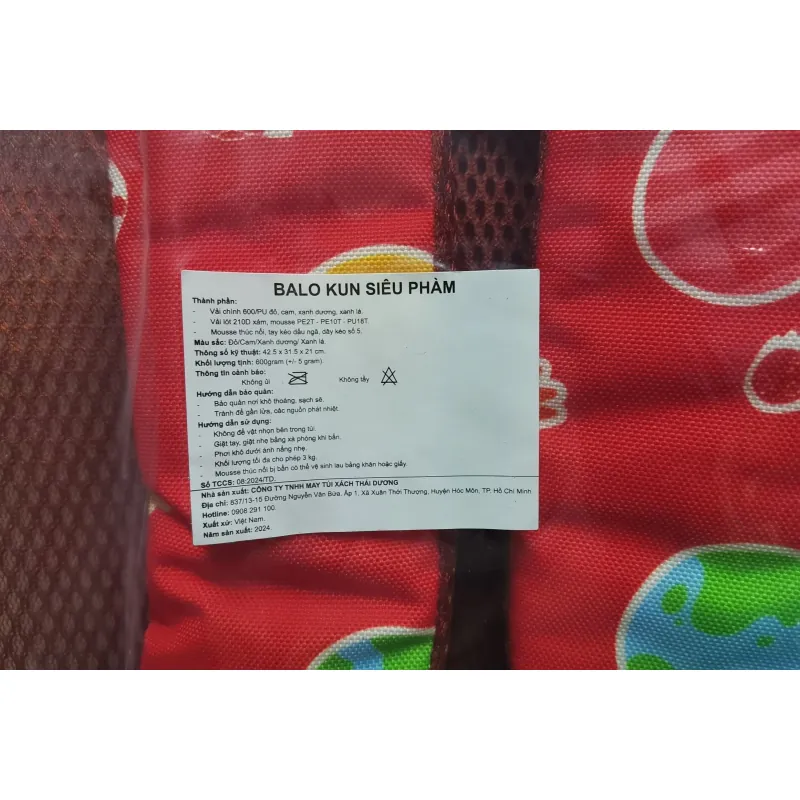 BALO KUN SIÊU PHÀM
Thành phần:
- Vải chính 600/PU đỏ, cam, xanh dương, xanh lá.
- Vải lót 210D xám, mousse PE2T - PE10T - PU16T.
- Mousse thúc nổi, tay kéo dầu ngã, dây kéo số 5.
Màu sắc: Đỏ/Cam/Xanh dương/ Xanh lá.
Thông số kỹ thuật: 42.5 x 31.5 x 21 cm.
Khối lượng tịnh: 600gram (+/- 5 gram).
Thông tin cảnh báo:
Không ủi Không tẩy
Hướng dẫn bảo quản:
- Bảo quản nơi khô thoáng, sạch sẽ.
- Tránh để gần lửa, các nguồn phát nhiệt.
Hướng dẫn sử dụng:
- Không để vật nhọn bên trong túi.
- Giặt tay, giặt nhẹ bằng xà phòng khi bẩn.
- Phơi khô dưới ánh nắng nhẹ.
- Khối lượng tối đa cho phép 3 kg.
- Mousse thúc nổi bị bẩn có thể vệ sinh lau bằng khăn hoặc giấy.
Số TCCS: 08:2024/TD.
Nhà sản xuất: CÔNG TY TNHH MAY TÚI XÁCH THÁI DƯƠNG
Địa chỉ: 637/13-15 Đường Nguyễn Văn Bứa, Ấp 1, Xã Xuân Thới Thượng, Huyện Hóc Môn, TP, Hồ Chí Minh
Hotline: 0908 291 100.
Xuất xứ: Việt Nam.
Năm sản xuất: 2024.